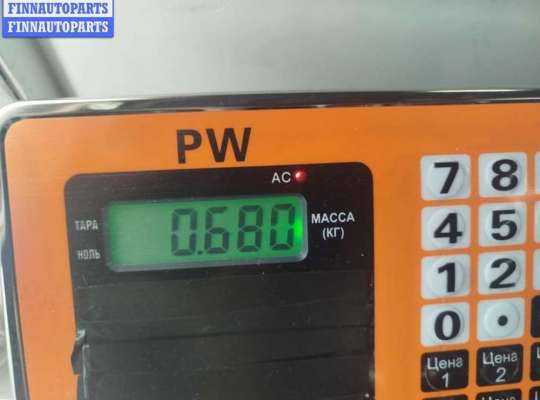 FINNAUTOPARTS
FINNAUTOPARTS
PW
AC
ТАРА 0.680 МАССА
НОЛЬ (КГ)
7 8
4 5
1 2
0 •
Цена 1 Цена 2